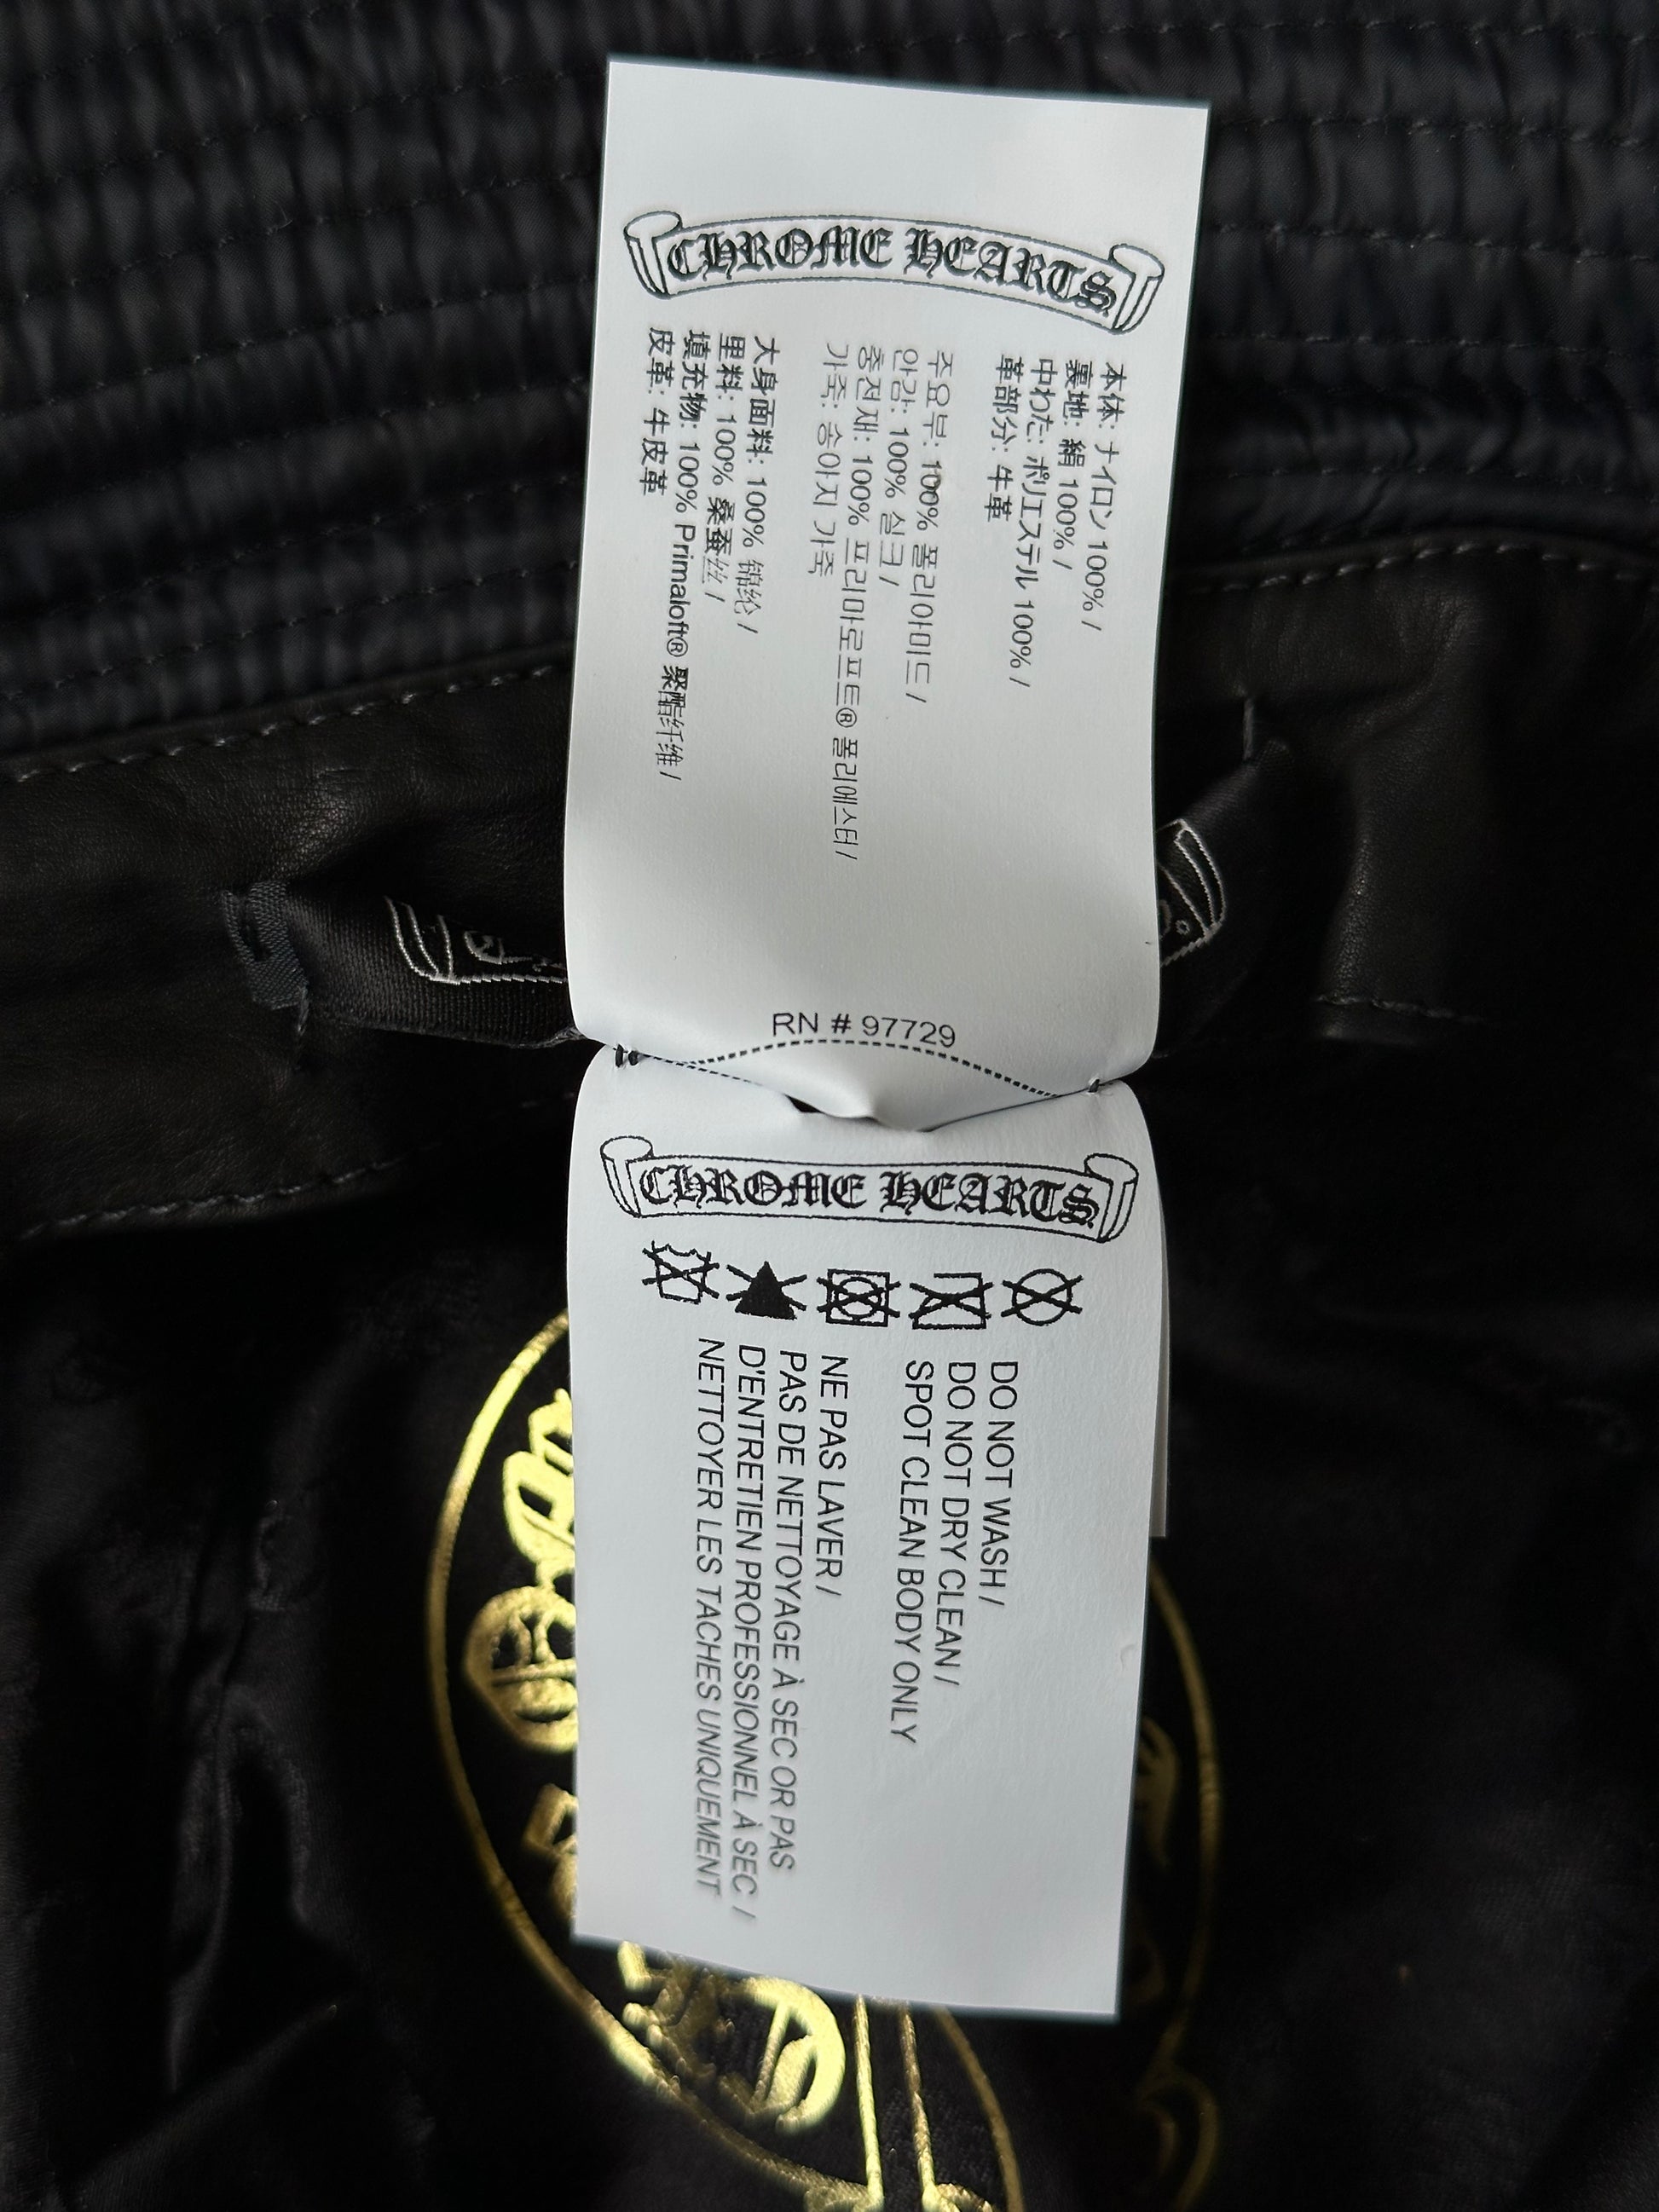 CHROME HEARTS
本体: ナイロン 100% /
裏地: 絹 100% /
中わた: ポリエステル 100% /
革部分: 牛革
주요부: 100% 폴리아미드 /
안감: 100% 실크 /
충전재: 100% 프리마로프트® 폴리에스터 /
가죽: 송아지 가죽
大身面料: 100% 锦纶 /
里料: 100% 桑蚕丝 /
填充物: 100% Primaloft® 聚酯纤维 /
皮革: 牛皮革
RN # 97729
CHROME HEARTS
DO NOT WASH /
DO NOT DRY CLEAN /
SPOT CLEAN BODY ONLY
NE PAS LAVER /
PAS DE NETTOYAGE À SEC OR PAS
D'ENTRETIEN PROFESSIONNEL À SEC /
NETTOYER LES TACHES UNIQUEMENT